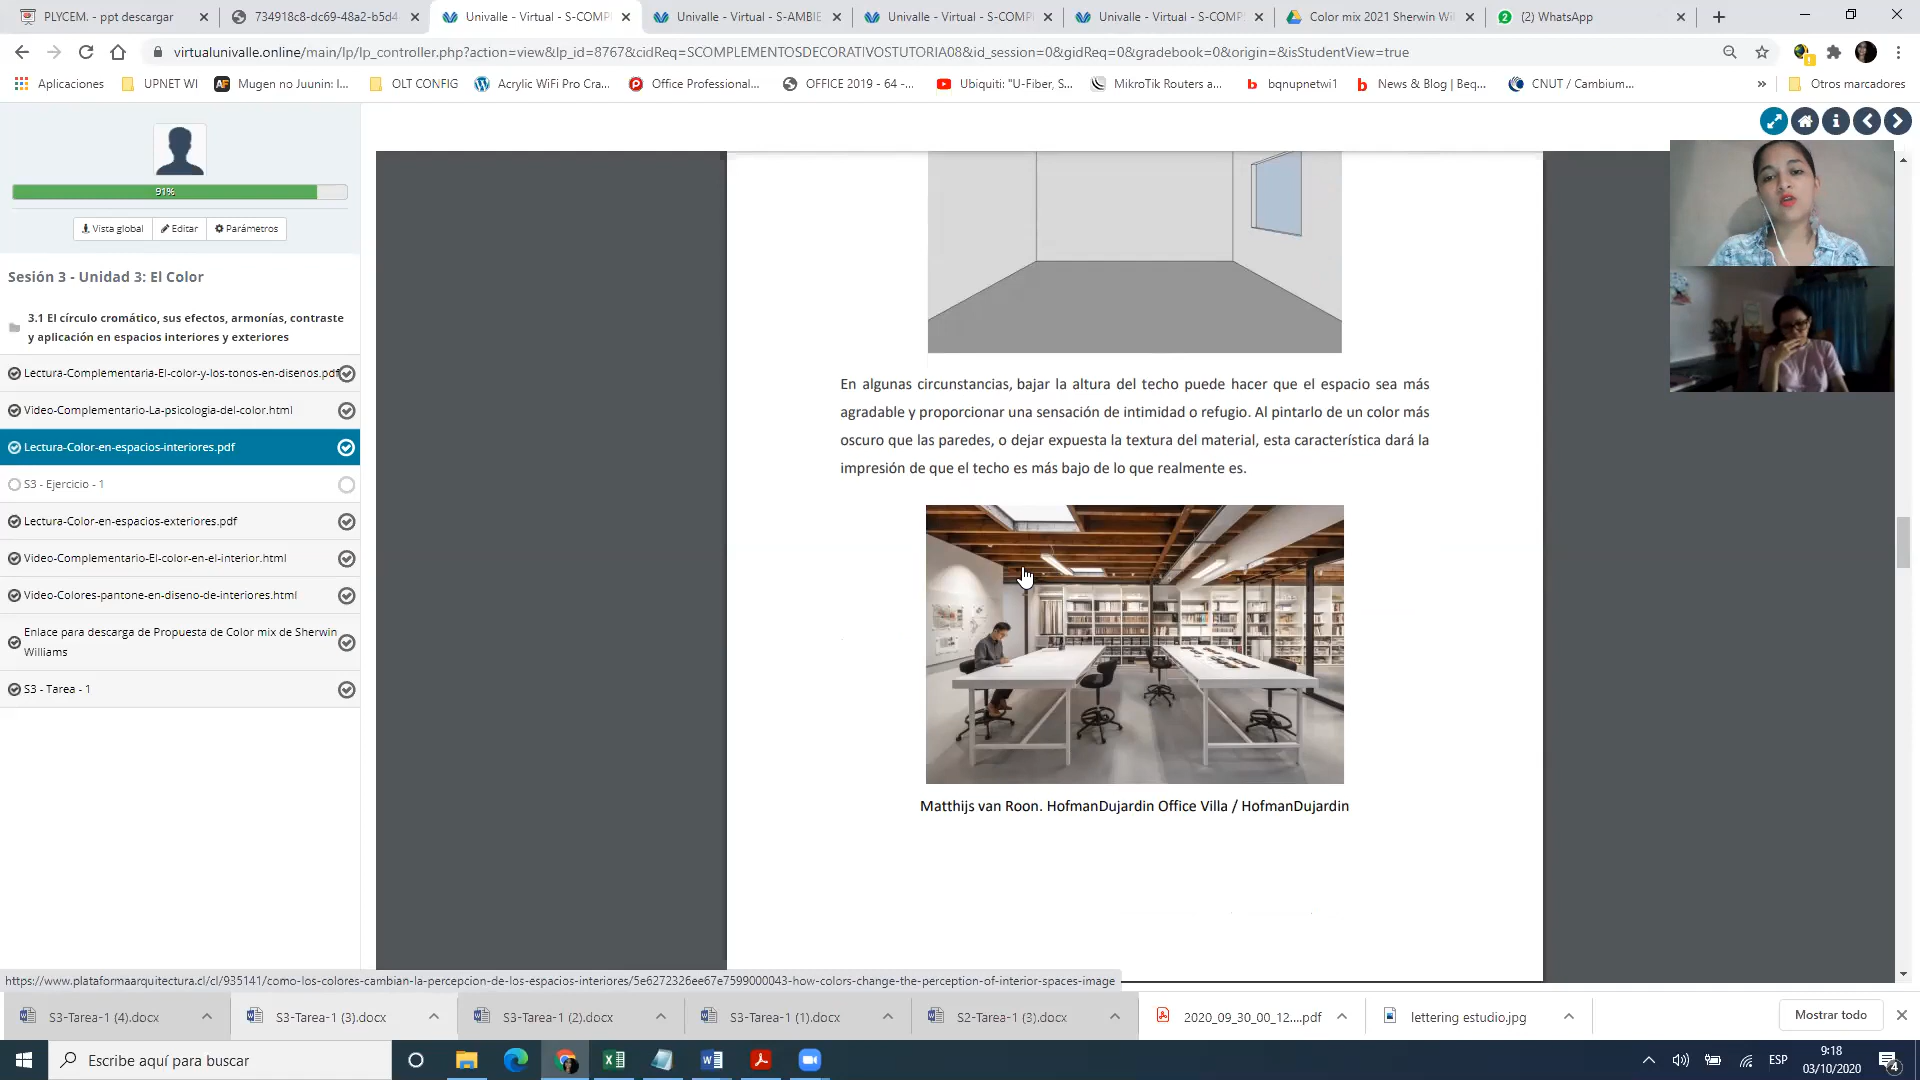 PLYCEM. - ppt descargar
734918c8-dc69-48a2-b5d4
Univalle - Virtual - S-COMPL
Univalle - Virtual - S-AMBIE
Univalle - Virtual - S-COMPL
Univalle - Virtual - S-COMPL
Color mix 2021 Sherwin Wil
(2) WhatsApp
virtualunivalle.online/main/lp/lp_controller.php?action=view&lp_id=8767&cidReq=SCOMPLEMENTOSDECORATIVOSTUTORIA08&id_session=0&gidReq=0&gradebook=0&origin=&isStudentView=true
Aplicaciones
UPNET WI
Mugen no Juunin: I...
OLT CONFIG
Acrylic WiFi Pro Cra...
Office Professional...
OFFICE 2019 - 64 -...
Ubiquiti: "U-Fiber, S...
MikroTik Routers a...
bqnupnetwi1
News & Blog | Beq...
CNUT / Cambium...
»
Otros marcadores
91%
Vista global
Editar
Parámetros
Sesión 3 - Unidad 3: El Color
3.1 El círculo cromático, sus efectos, armonías, contraste
y aplicación en espacios interiores y exteriores
Lectura-Complementaria-El-color-y-los-tonos-en-disenos.pdf
Video-Complementario-La-psicologia-del-color.html
Lectura-Color-en-espacios-interiores.pdf
S3 - Ejercicio - 1
Lectura-Color-en-espacios-exteriores.pdf
Video-Complementario-El-color-en-el-interior.html
Video-Colores-pantone-en-diseno-de-interiores.html
Enlace para descarga de Propuesta de Color mix de Sherwin
Williams
S3 - Tarea - 1
En algunas circunstancias, bajar la altura del techo puede hacer que el espacio sea más
agradable y proporcionar una sensación de intimidad o refugio. Al pintarlo de un color más
oscuro que las paredes, o dejar expuesta la textura del material, esta característica dará la
impresión de que el techo es más bajo de lo que realmente es.
Matthijs van Roon. HofmanDujardin Office Villa / HofmanDujardin
https://www.plataformaarquitectura.cl/cl/935141/como-los-colores-cambian-la-percepcion-de-los-espacios-interiores/5e6272326ee67e7599000043-how-colors-change-the-perception-of-interior-spaces-image
S3-Tarea-1 (4).docx
S3-Tarea-1 (3).docx
S3-Tarea-1 (2).docx
S3-Tarea-1 (1).docx
S2-Tarea-1 (3).docx
2020_09_30_00_12....pdf
lettering estudio.jpg
Mostrar todo
Escribe aquí para buscar
ESP
9:18
03/10/2020
4